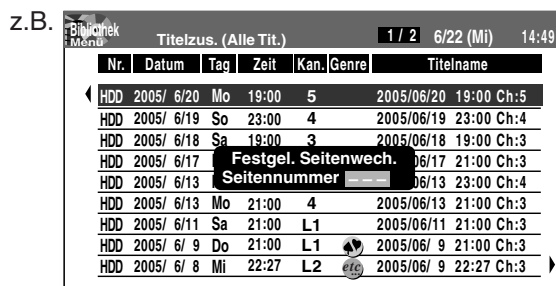 z.B.
Bibliothek Menü Titelzus. (Alle Tit.) 1 / 2 6/22 (Mi) 14:49
Nr. Datum Tag Zeit Kan. Genre Titelname
HDD 2005/ 6/20 Mo 19:00 5 2005/06/20 19:00 Ch:5
HDD 2005/ 6/19 So 23:00 4 2005/06/19 23:00 Ch:4
HDD 2005/ 6/18 Sa 19:00 3 2005/06/18 19:00 Ch:3
HDD 2005/ 6/17 06/17 21:00 Ch:3
Festgel. Seitenwech.
Seitennummer _ _ _
HDD 2005/ 6/13 06/13 23:00 Ch:4
HDD 2005/ 6/13 Mo 21:00 4 2005/06/13 21:00 Ch:3
HDD 2005/ 6/11 Sa 21:00 L1 2005/06/11 21:00 Ch:3
HDD 2005/ 6/ 9 Do 21:00 L1 2005/06/ 9 21:00 Ch:3
HDD 2005/ 6/ 8 Mi 22:27 L2 etc 2005/06/ 9 22:27 Ch:3